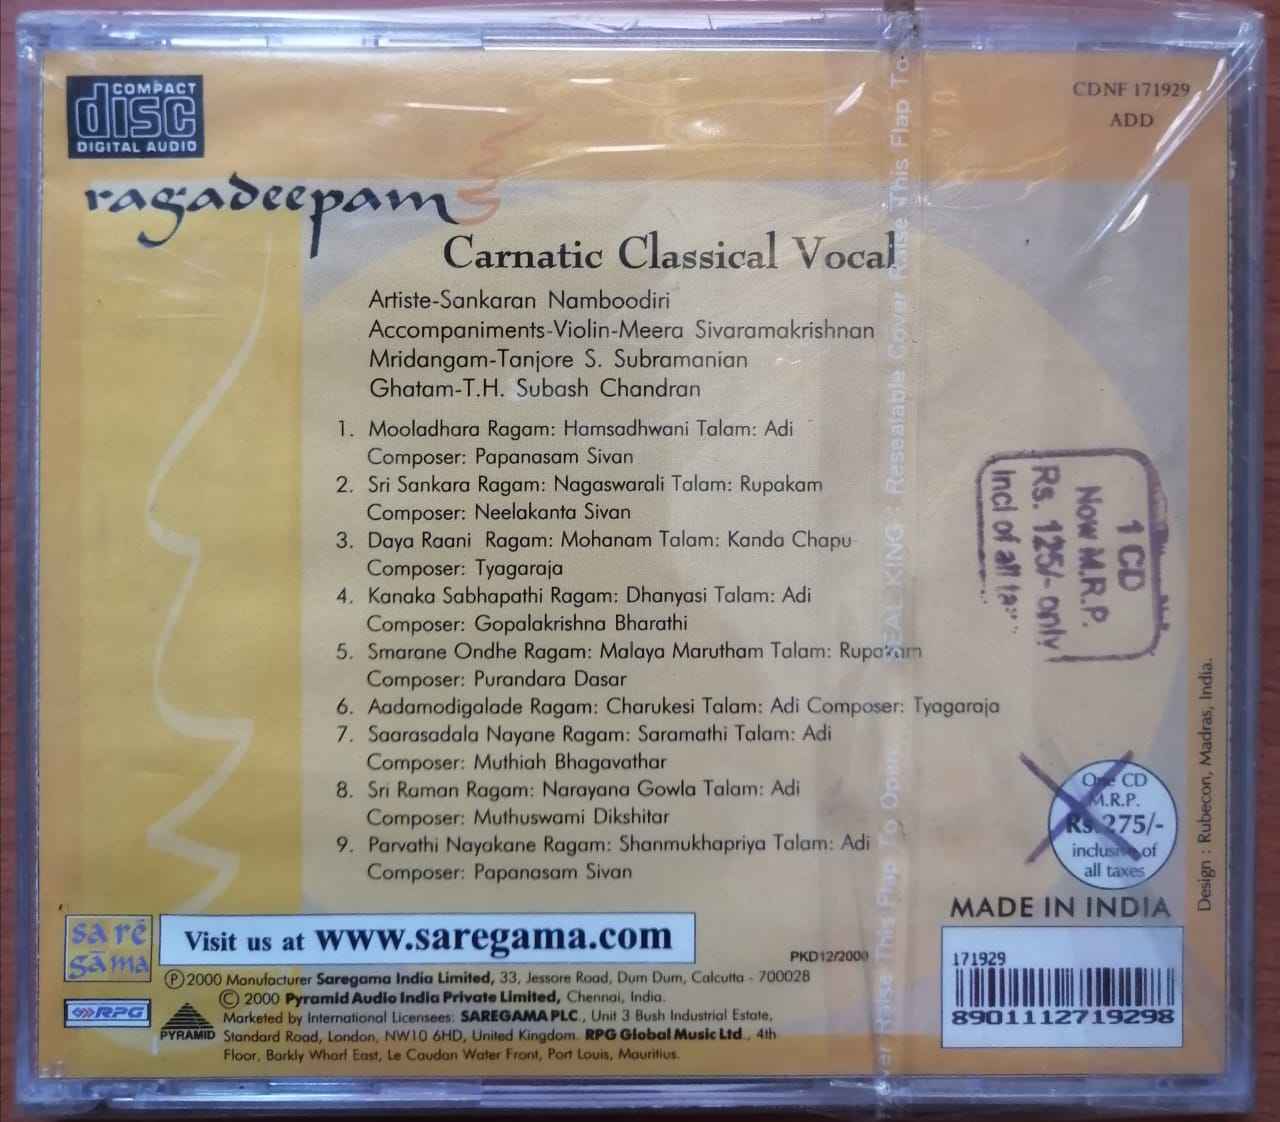 COMPACT
disc
DIGITAL AUDIO
CDNF 171929
ADD
ragadeepam
Carnatic Classical Vocal
Artiste-Sankaran Namboodiri
Accompaniments-Violin-Meera Sivaramakrishnan
Mridangam-Tanjore S. Subramanian
Ghatam-T.H. Subash Chandran
1. Mooladhara Ragam: Hamsadhwani Talam: Adi
Composer: Papanasam Sivan
2. Sri Sankara Ragam: Nagaswarali Talam: Rupakam
Composer: Neelakanta Sivan
3. Daya Raani Ragam: Mohanam Talam: Kanda Chapu
Composer: Tyagaraja
4. Kanaka Sabhapathi Ragam: Dhanyasi Talam: Adi
Composer: Gopalakrishna Bharathi
5. Smarane Ondhe Ragam: Malaya Marutham Talam: Rupakam
Composer: Purandara Dasar
6. Aadamodigalade Ragam: Charukesi Talam: Adi Composer: Tyagaraja
7. Saarasadala Nayane Ragam: Saramathi Talam: Adi
Composer: Muthiah Bhagavathar
8. Sri Raman Ragam: Narayana Gowla Talam: Adi
Composer: Muthuswami Dikshitar
9. Parvathi Nayakane Ragam: Shanmukhapriya Talam: Adi
Composer: Papanasam Sivan
1 CD
Now M.R.P.
Rs. 125/- only
Incl of all
One CD
M.R.P.
Rs.275/-
inclusive of
all taxes
Design : Rubecon, Madras, India.
Resealable Cover Raise This Flap To
Raise This Flap To Open
MADE IN INDIA
171929
8901112719298
sa rē
gāma
Visit us at www.saregama.com
PKD12/2000
RPG
PYRAMID
Ⓟ2000 Manufacturer Saregama India Limited, 33, Jessore Road, Dum Dum, Calcutta - 700028
© 2000 Pyramid Audio India Private Limited, Chennai, India.
Marketed by International Licensees: SAREGAMA PLC., Unit 3 Bush Industrial Estate,
Standard Road, London, NW10 6HD, United Kingdom. RPG Global Music Ltd., 4th
Floor, Barkly Wharf East, Le Caudan Water Front, Port Louis, Mauritius.